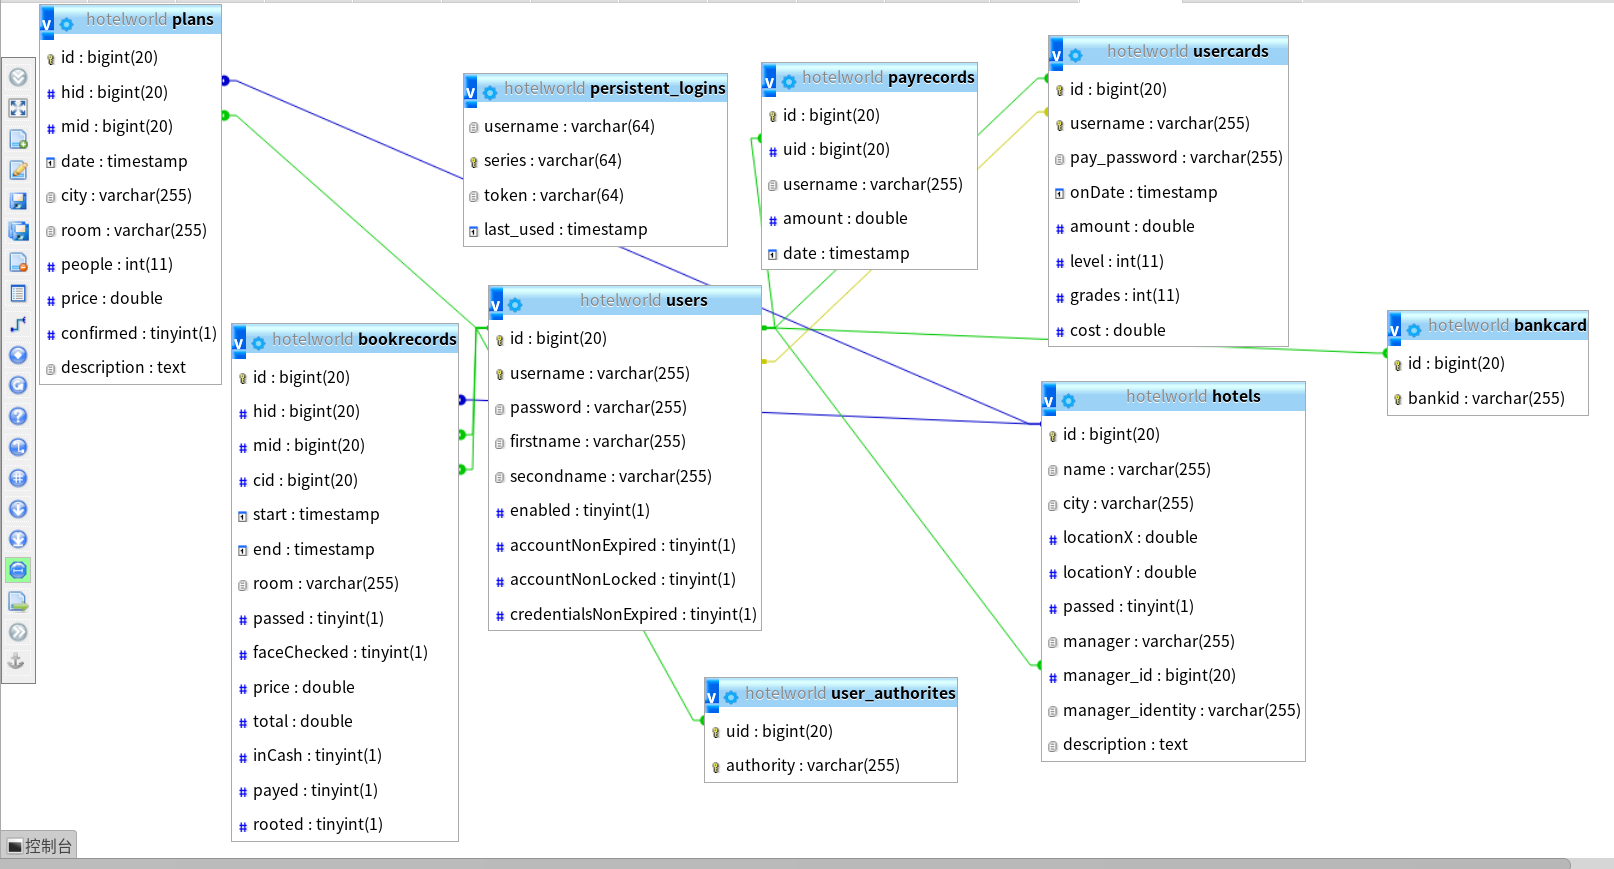 hotelworld plans
id : bigint(20)
hid : bigint(20)
mid : bigint(20)
date : timestamp
city : varchar(255)
room : varchar(255)
people : int(11)
price : double
confirmed : tinyint(1)
description : text
hotelworld persistent_logins
username : varchar(64)
series : varchar(64)
token : varchar(64)
last_used : timestamp
hotelworld payrecords
id : bigint(20)
uid : bigint(20)
username : varchar(255)
amount : double
date : timestamp
hotelworld usercards
id : bigint(20)
username : varchar(255)
pay_password : varchar(255)
onDate : timestamp
amount : double
level : int(11)
grades : int(11)
cost : double
hotelworld bookrecords
id : bigint(20)
hid : bigint(20)
mid : bigint(20)
cid : bigint(20)
start : timestamp
end : timestamp
room : varchar(255)
passed : tinyint(1)
faceChecked : tinyint(1)
price : double
total : double
inCash : tinyint(1)
payed : tinyint(1)
rooted : tinyint(1)
hotelworld users
id : bigint(20)
username : varchar(255)
password : varchar(255)
firstname : varchar(255)
secondname : varchar(255)
enabled : tinyint(1)
accountNonExpired : tinyint(1)
accountNonLocked : tinyint(1)
credentialsNonExpired : tinyint(1)
hotelworld bankcard
id : bigint(20)
bankid : varchar(255)
hotelworld hotels
id : bigint(20)
name : varchar(255)
city : varchar(255)
locationX : double
locationY : double
passed : tinyint(1)
manager : varchar(255)
manager_id : bigint(20)
manager_identity : varchar(255)
description : text
hotelworld user_authorites
uid : bigint(20)
authority : varchar(255)
控制台